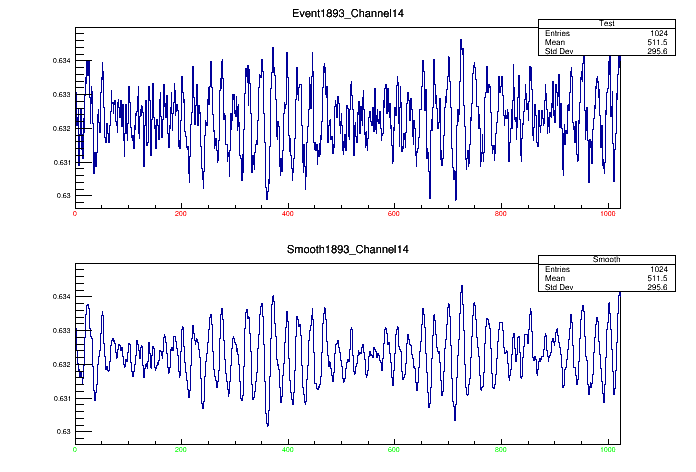 Event1893_Channel14
Test
Entries 1024
Mean 511.5
Std Dev 295.6
0.634
0.633
0.632
0.631
0.63
0 200 400 600 800 1000
Smooth1893_Channel14
Smooth
Entries 1024
Mean 511.5
Std Dev 295.6
0.634
0.633
0.632
0.631
0.63
0 200 400 600 800 1000